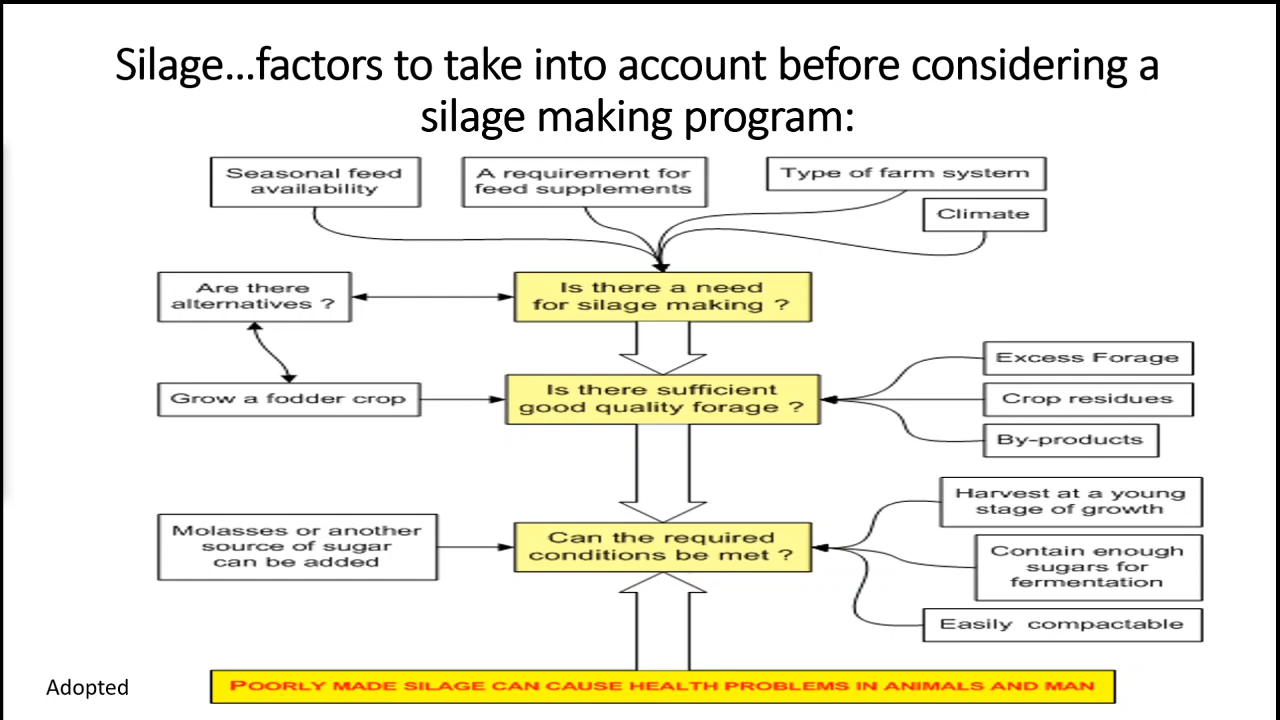 Silage...factors to take into account before considering a
silage making program:
Seasonal feed
availability
A requirement for
feed supplements
Type of farm system
Climate
Are there
alternatives ?
Is there a need
for silage making ?
Excess Forage
Grow a fodder crop
Is there sufficient
good quality forage ?
Crop residues
By-products
Harvest at a young
stage of growth
Molasses or another
source of sugar
can be added
Can the required
conditions be met ?
Contain enough
sugars for
fermentation
Easily compactable
Adopted
POORLY MADE SILAGE CAN CAUSE HEALTH PROBLEMS IN ANIMALS AND MAN